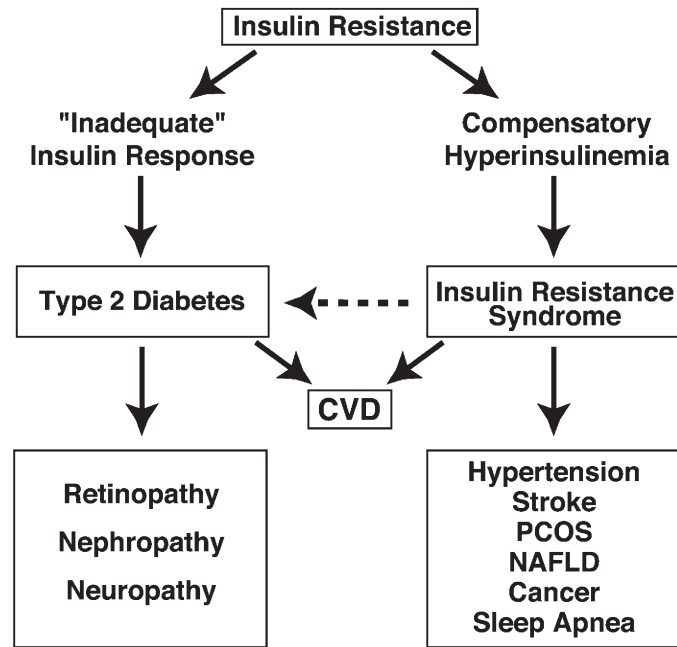 Insulin Resistance
"Inadequate"
Insulin Response
Compensatory
Hyperinsulinemia
Type 2 Diabetes
Insulin Resistance
Syndrome
CVD
Retinopathy
Nephropathy
Neuropathy
Hypertension
Stroke
PCOS
NAFLD
Cancer
Sleep Apnea